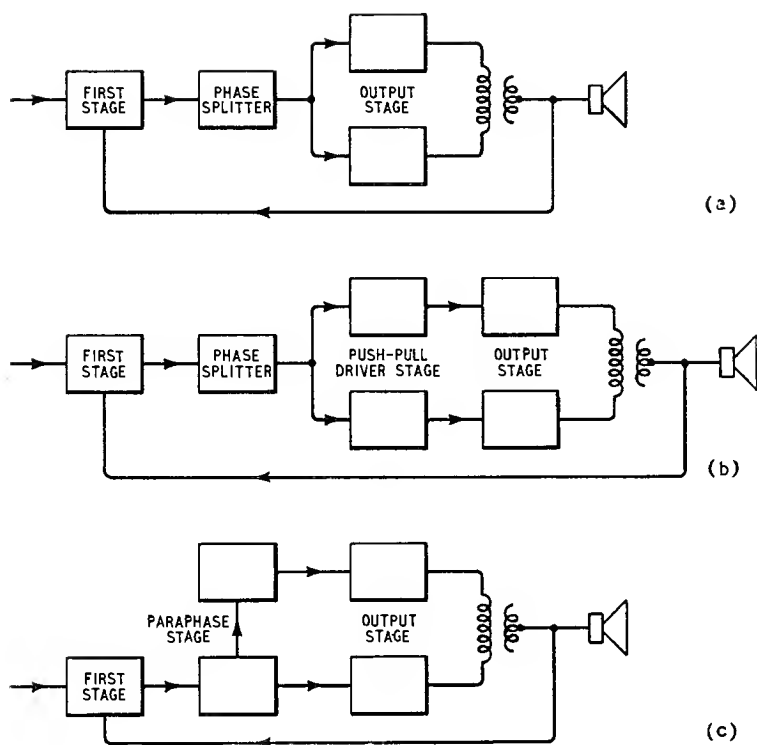 FIRST
STAGE
PHASE
SPLITTER
OUTPUT
STAGE
(a)
FIRST
STAGE
PHASE
SPLITTER
PUSH-PULL
DRIVER STAGE
OUTPUT
STAGE
(b)
PARAPHASE
STAGE
OUTPUT
STAGE
FIRST
STAGE
(c)